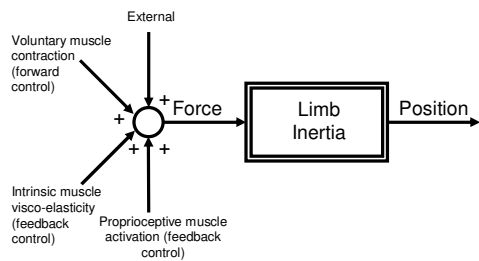 External
Voluntary muscle
contraction
(forward
control)
+
+
Force
Limb
Inertia
Position
+
+
Intrinsic muscle
visco-elasticity
(feedback
control)
Proprioceptive muscle
activation (feedback
control)